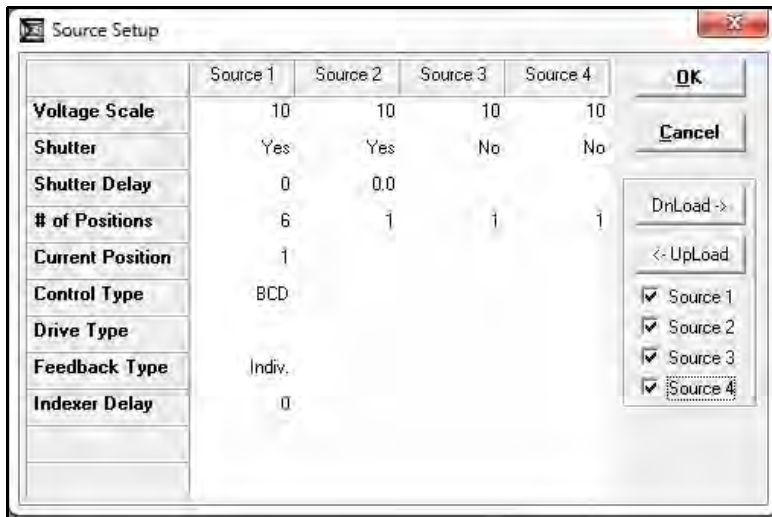 Source Setup
Source 1 Source 2 Source 3 Source 4
Voltage Scale 10 10 10 10
Shutter Yes Yes No No
Shutter Delay 0 0.0
# of Positions 6 1 1 1
Current Position 1
Control Type BCD
Drive Type
Feedback Type Indiv.
Indexer Delay 0
OK
Cancel
DnLoad ->
<- UpLoad
Source 1
Source 2
Source 3
Source 4